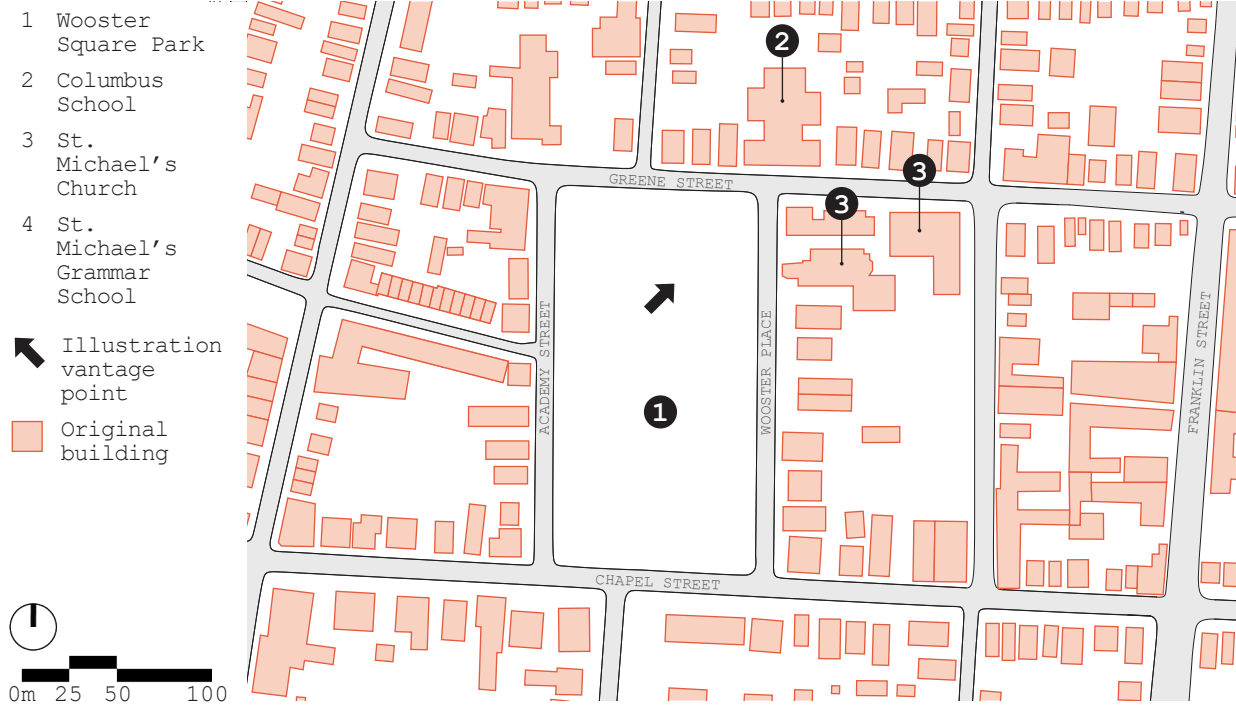 1 Wooster
Square Park
2 Columbus
School
3 St.
Michael's
Church
4 St.
Michael's
Grammar
School
Illustration
vantage
point
Original
building
0m 25 50 100
2
3
GREENE STREET
3
ACADEMY STREET
WOOSTER PLACE
FRANKLIN STREET
1
CHAPEL STREET